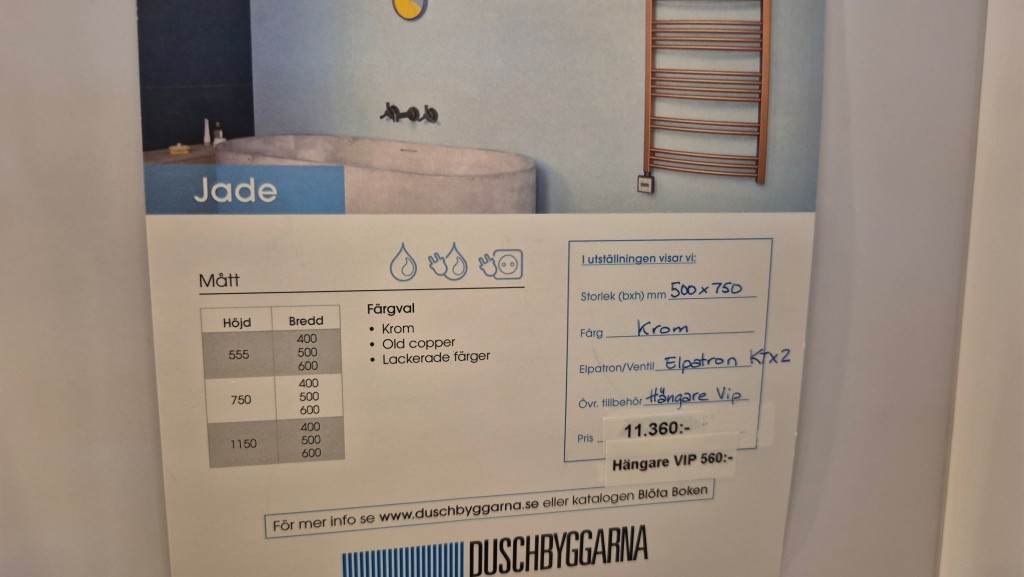 Jade
Mått
Höjd Bredd
555 400
500
600
750 400
500
600
1150 400
500
600
Färgval
• Krom
• Old copper
• Lackerade färger
I utställningen visar vi:
Storlek (bxh) mm 500 x 750
Färg Krom
Elpatron/Ventil Elpatron KTX2
Övr. tillbehör Hängare Vip
Pris 11.360:-
Hängare VIP 560:-
För mer info se www.duschbyggarna.se eller katalogen Blöta Boken
DUSCHBYGGARNA